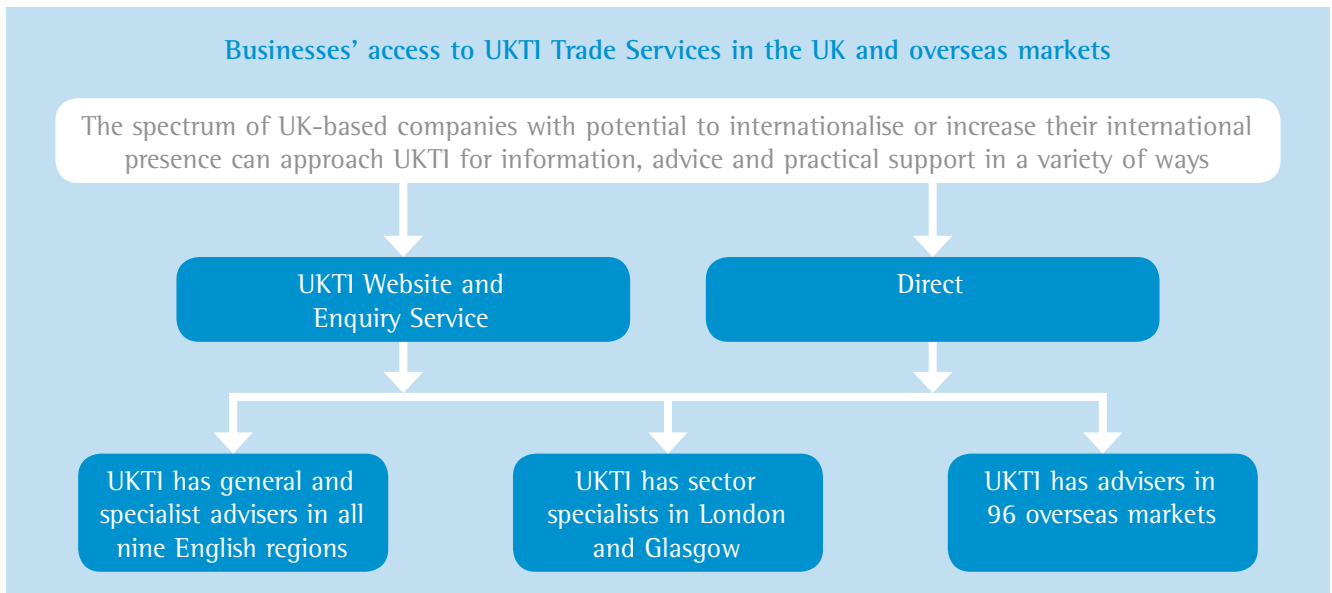 Businesses’ access to UKTI Trade Services in the UK and overseas markets
The spectrum of UK-based companies with potential to internationalise or increase their international
presence can approach UKTI for information, advice and practical support in a variety of ways
UKTI Website and
Enquiry Service
Direct
UKTI has general and
specialist advisers in all
nine English regions
UKTI has sector
specialists in London
and Glasgow
UKTI has advisers in
96 overseas markets